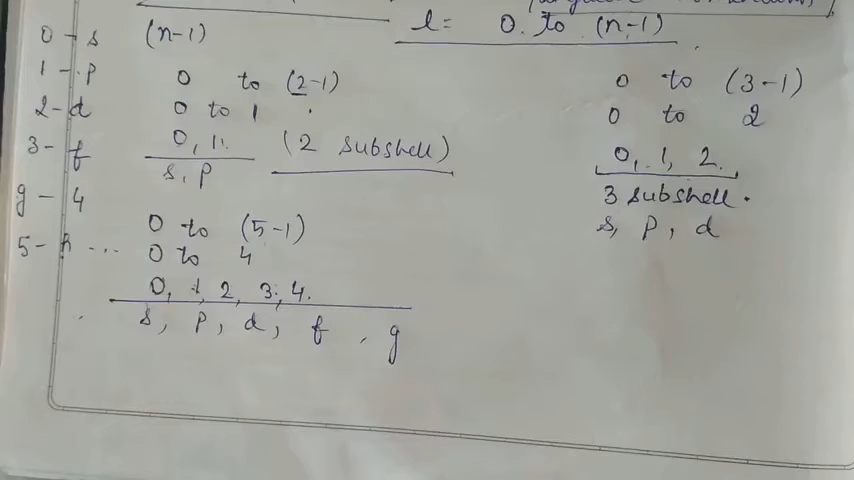 l = 0. to (n-1)
0 - s
1 - p
2 - d
3 - f
g - 4
5 - h ...
(n-1)
0 to (2-1)
0 to 1
0, 1.
(2 subshell)
s, p
0 to (5-1)
0 to 4
0, 1, 2, 3, 4.
s, p, d, f, g
0 to (3-1)
0 to 2
0, 1, 2.
3 subshell.
s, p, d